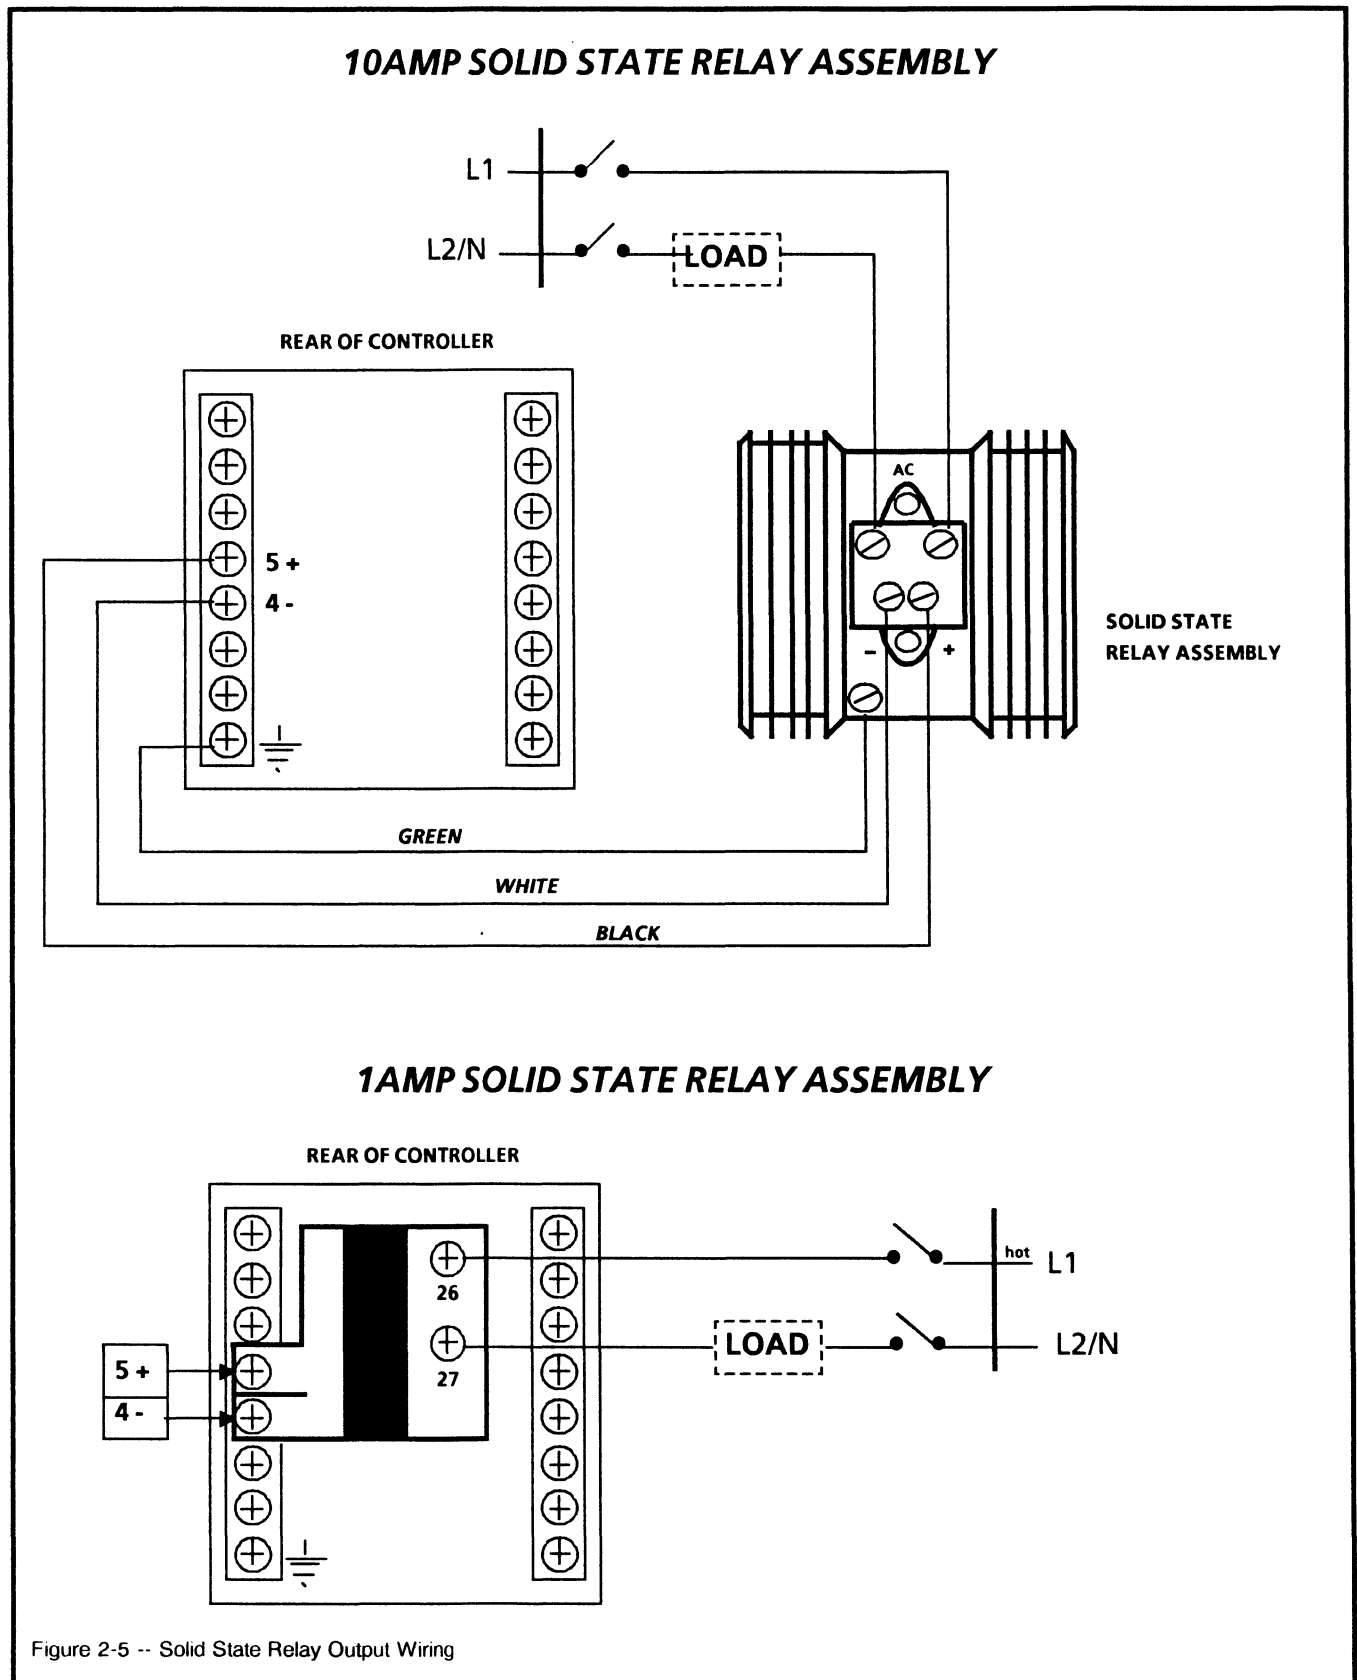 10AMP SOLID STATE RELAY ASSEMBLY
L1
L2/N
LOAD
REAR OF CONTROLLER
AC
5 +
4 -
- +
SOLID STATE
RELAY ASSEMBLY
GREEN
WHITE
BLACK
1AMP SOLID STATE RELAY ASSEMBLY
REAR OF CONTROLLER
hot L1
26
LOAD
L2/N
27
5 +
4 -
Figure 2-5 -- Solid State Relay Output Wiring